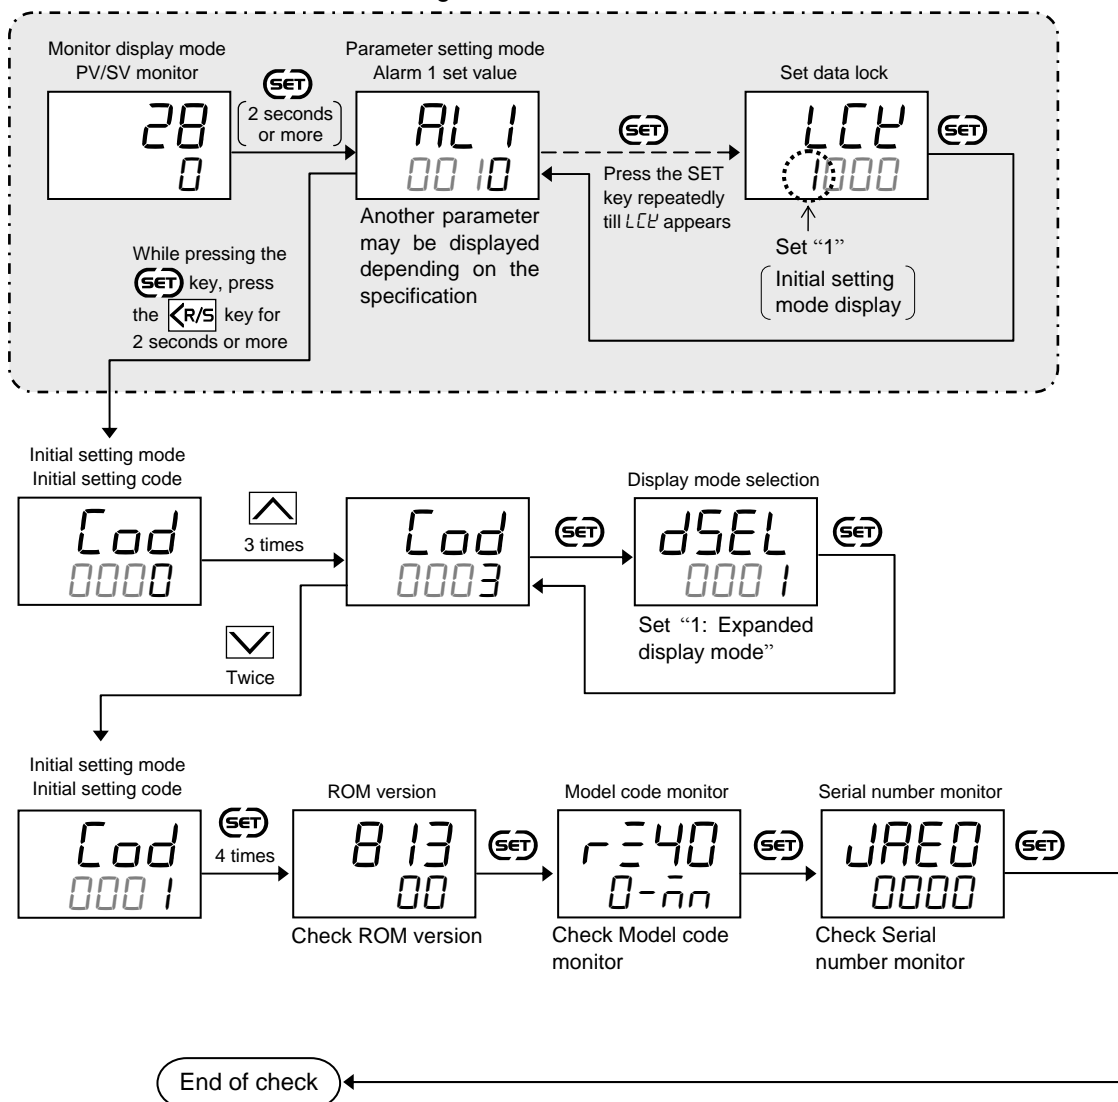 Monitor display mode
PV/SV monitor
28
0
SET
2 seconds
or more
Parameter setting mode
Alarm 1 set value
AL1
0010
Another parameter
may be displayed
depending on the
specification
SET
Press the SET
key repeatedly
till LCK appears
Set data lock
LCK
1000
SET
Set “1”
Initial setting
mode display
While pressing the
SET key, press
the <R/S key for
2 seconds or more
Initial setting mode
Initial setting code
Cod
0000
3 times
Cod
0003
SET
Display mode selection
dSEL
0001
SET
Set “1: Expanded
display mode”
Twice
Initial setting mode
Initial setting code
Cod
0001
SET
4 times
ROM version
813
00
Check ROM version
SET
Model code monitor
Check Model code
monitor
SET
Serial number monitor
JAEO
0000
Check Serial
number monitor
SET
End of check